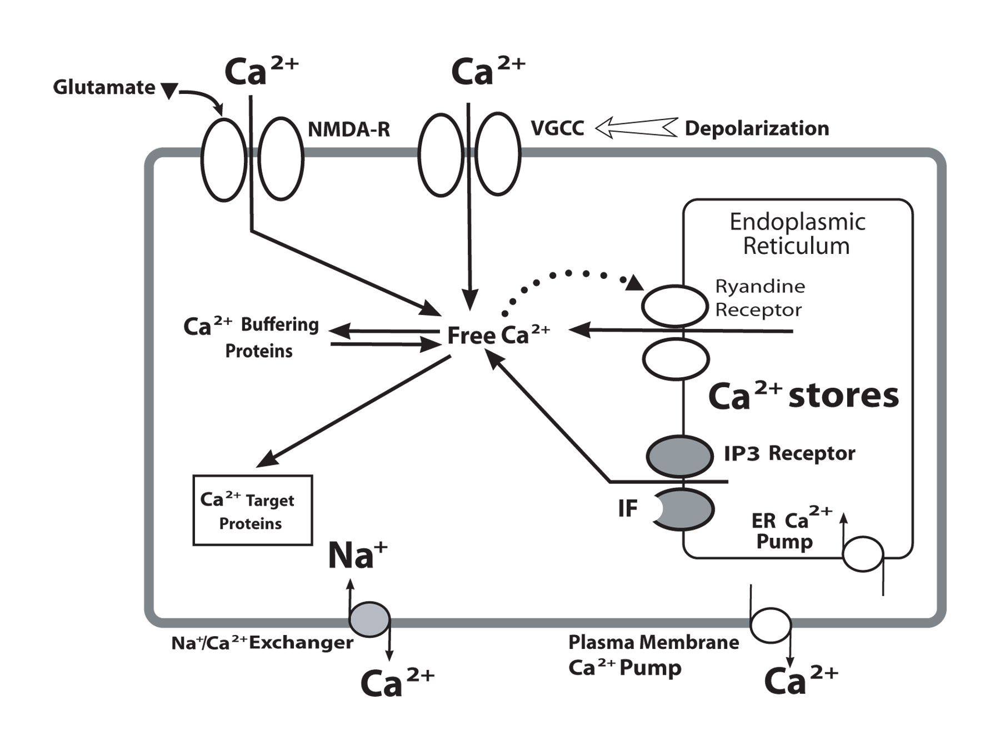 Ca2+
Ca2+
Glutamate
NMDA-R
VGCC
Depolarization
Endoplasmic
Reticulum
Ryandine
Receptor
Ca2+ Buffering
Proteins
Free Ca2+
Ca2+ stores
IP3 Receptor
IF
Ca2+ Target
Proteins
ER Ca2+
Pump
Na+
Na+/Ca2+ Exchanger
Plasma Membrane
Ca2+ Pump
Ca2+
Ca2+